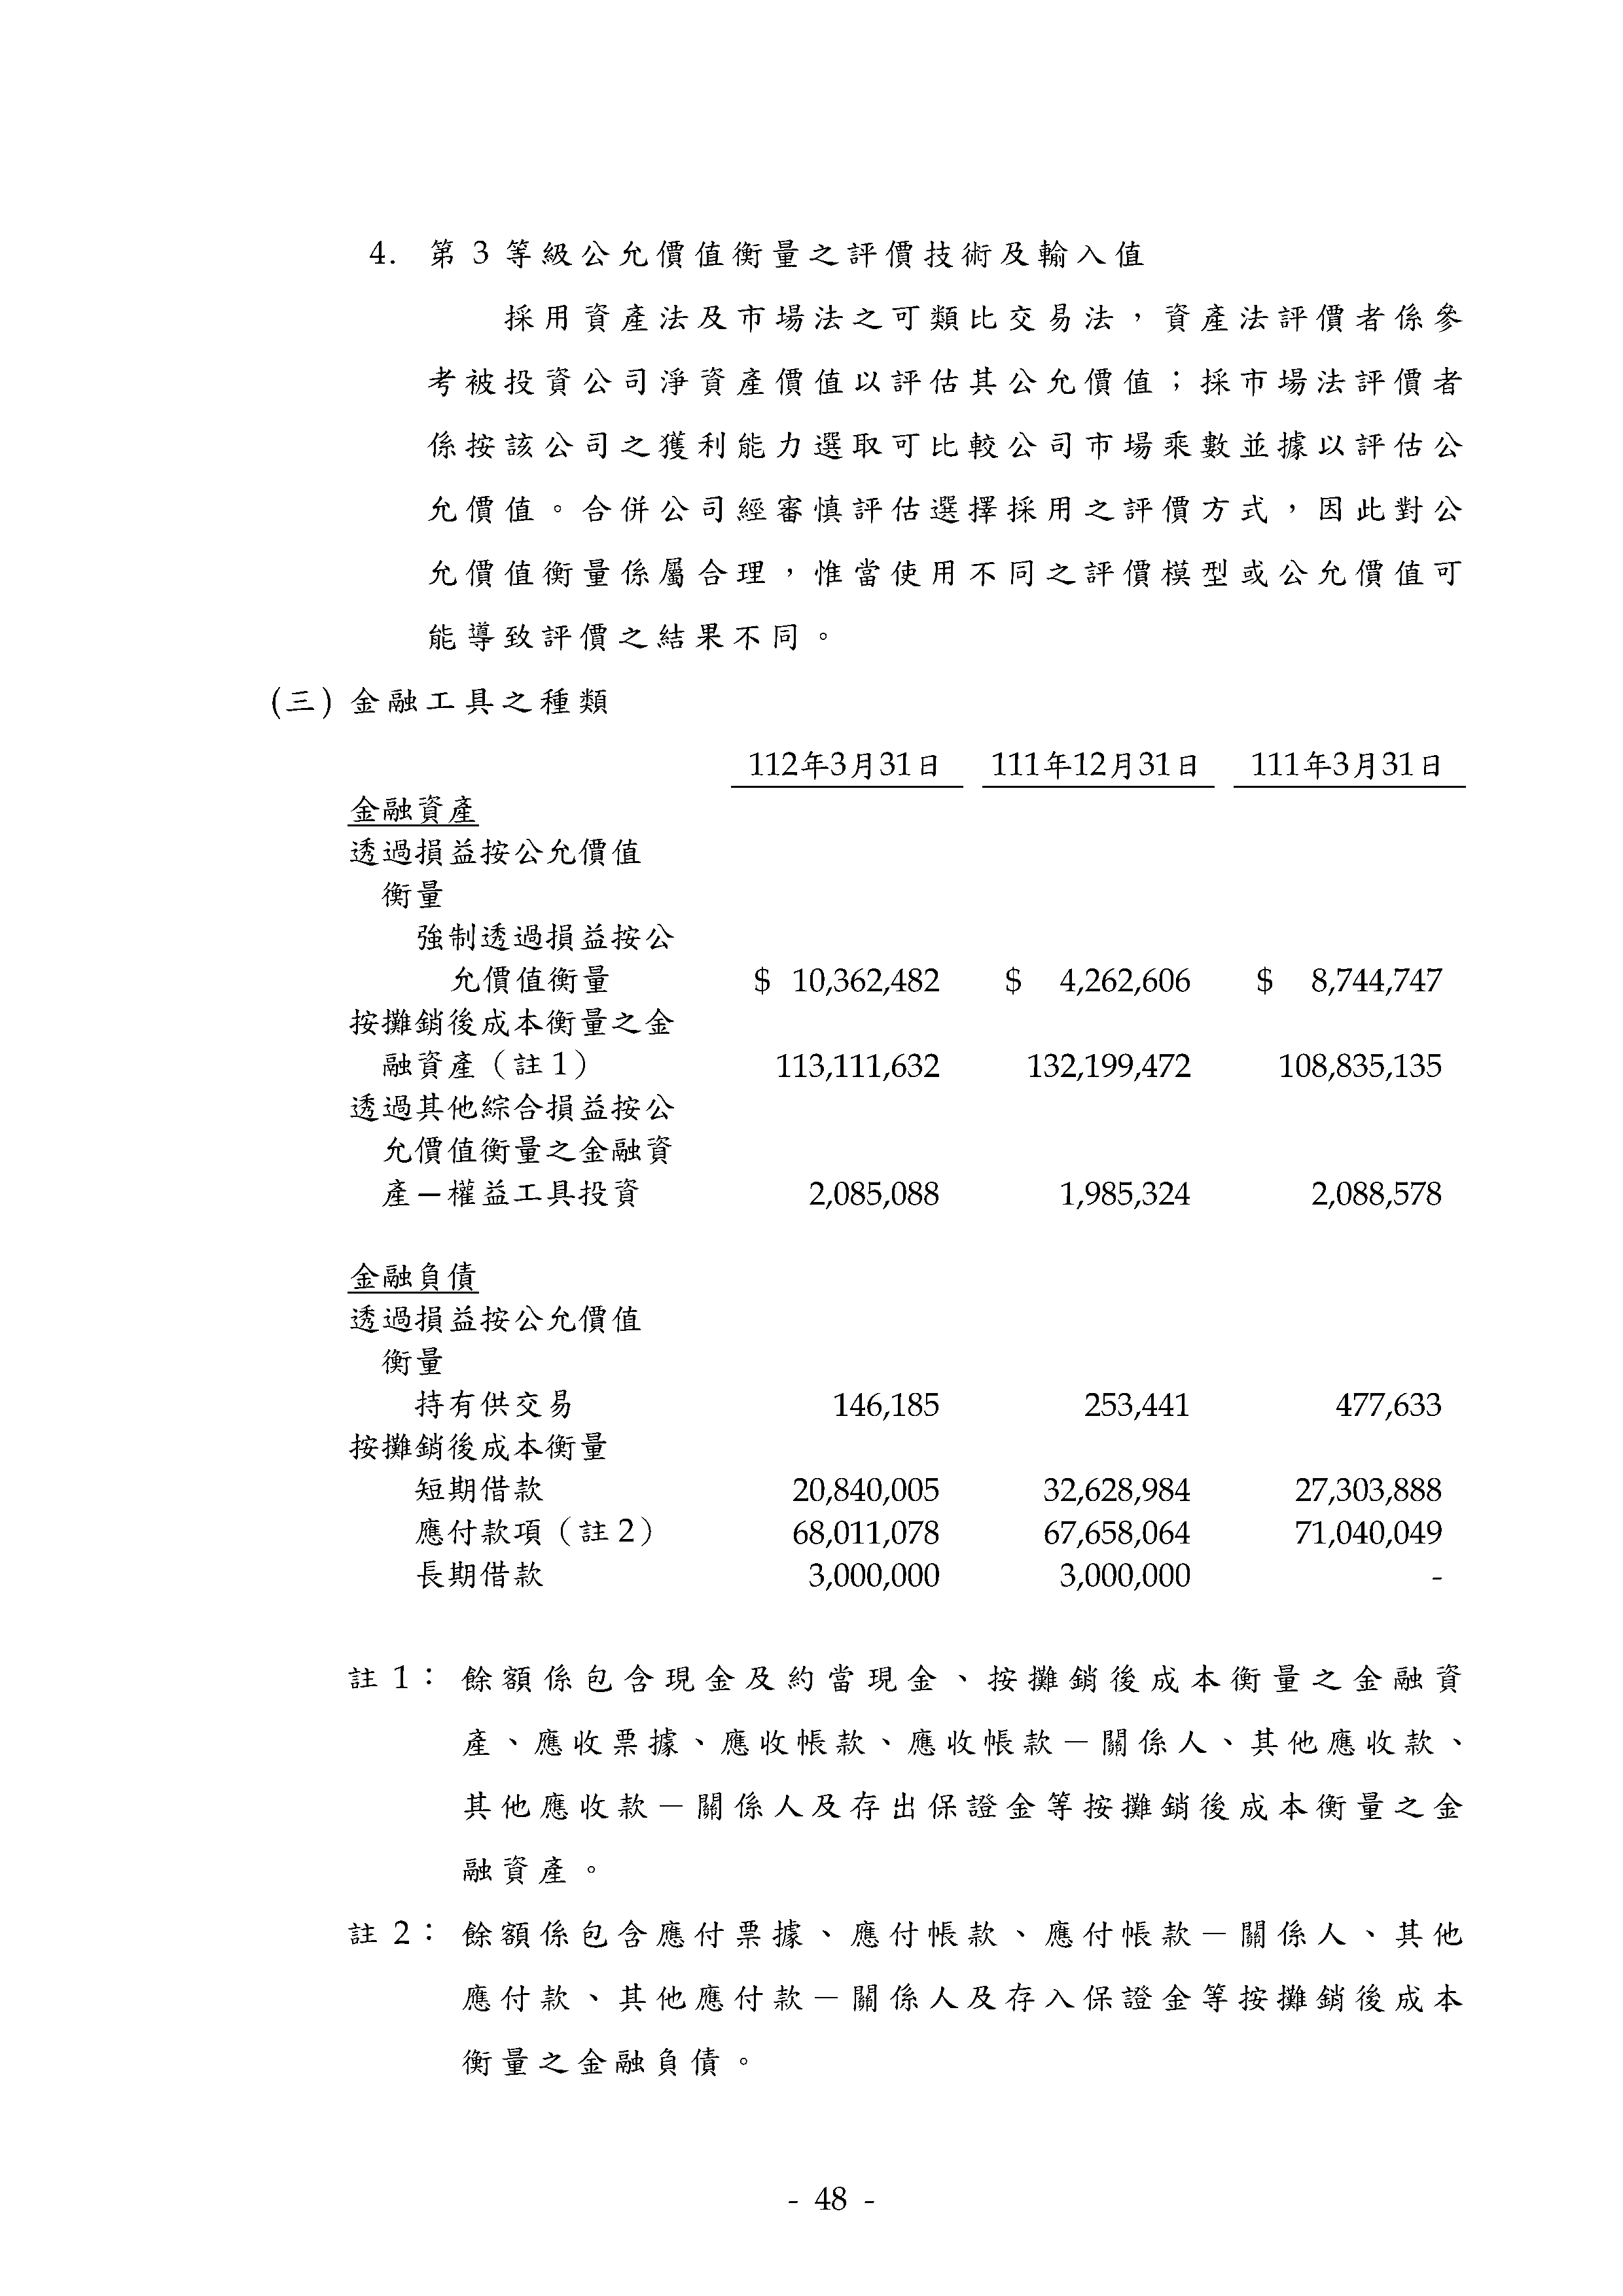 4. 第 3 等級公允價值衡量之評價技術及輸入值
採用資產法及市場法之可類比交易法，資產法評價者係參
考被投資公司淨資產價值以評估其公允價值；採市場法評價者
係按該公司之獲利能力選取可比較公司市場乘數並據以評估公
允價值。合併公司經審慎評估選擇採用之評價方式，因此對公
允價值衡量係屬合理，惟當使用不同之評價模型或公允價值可
能導致評價之結果不同。
(三) 金融工具之種類
112年3月31日 111年12月31日 111年3月31日
金融資產
透過損益按公允價值
衡量
強制透過損益按公
允價值衡量 $ 10,362,482 $ 4,262,606 $ 8,744,747
按攤銷後成本衡量之金
融資產（註1） 113,111,632 132,199,472 108,835,135
透過其他綜合損益按公
允價值衡量之金融資
產－權益工具投資 2,085,088 1,985,324 2,088,578
金融負債
透過損益按公允價值
衡量
持有供交易 146,185 253,441 477,633
按攤銷後成本衡量
短期借款 20,840,005 32,628,984 27,303,888
應付款項（註2） 68,011,078 67,658,064 71,040,049
長期借款 3,000,000 3,000,000 -
註 1： 餘額係包含現金及約當現金、按攤銷後成本衡量之金融資
產、應收票據、應收帳款、應收帳款－關係人、其他應收款、
其他應收款－關係人及存出保證金等按攤銷後成本衡量之金
融資產。
註 2： 餘額係包含應付票據、應付帳款、應付帳款－關係人、其他
應付款、其他應付款－關係人及存入保證金等按攤銷後成本
衡量之金融負債。
- 48 -